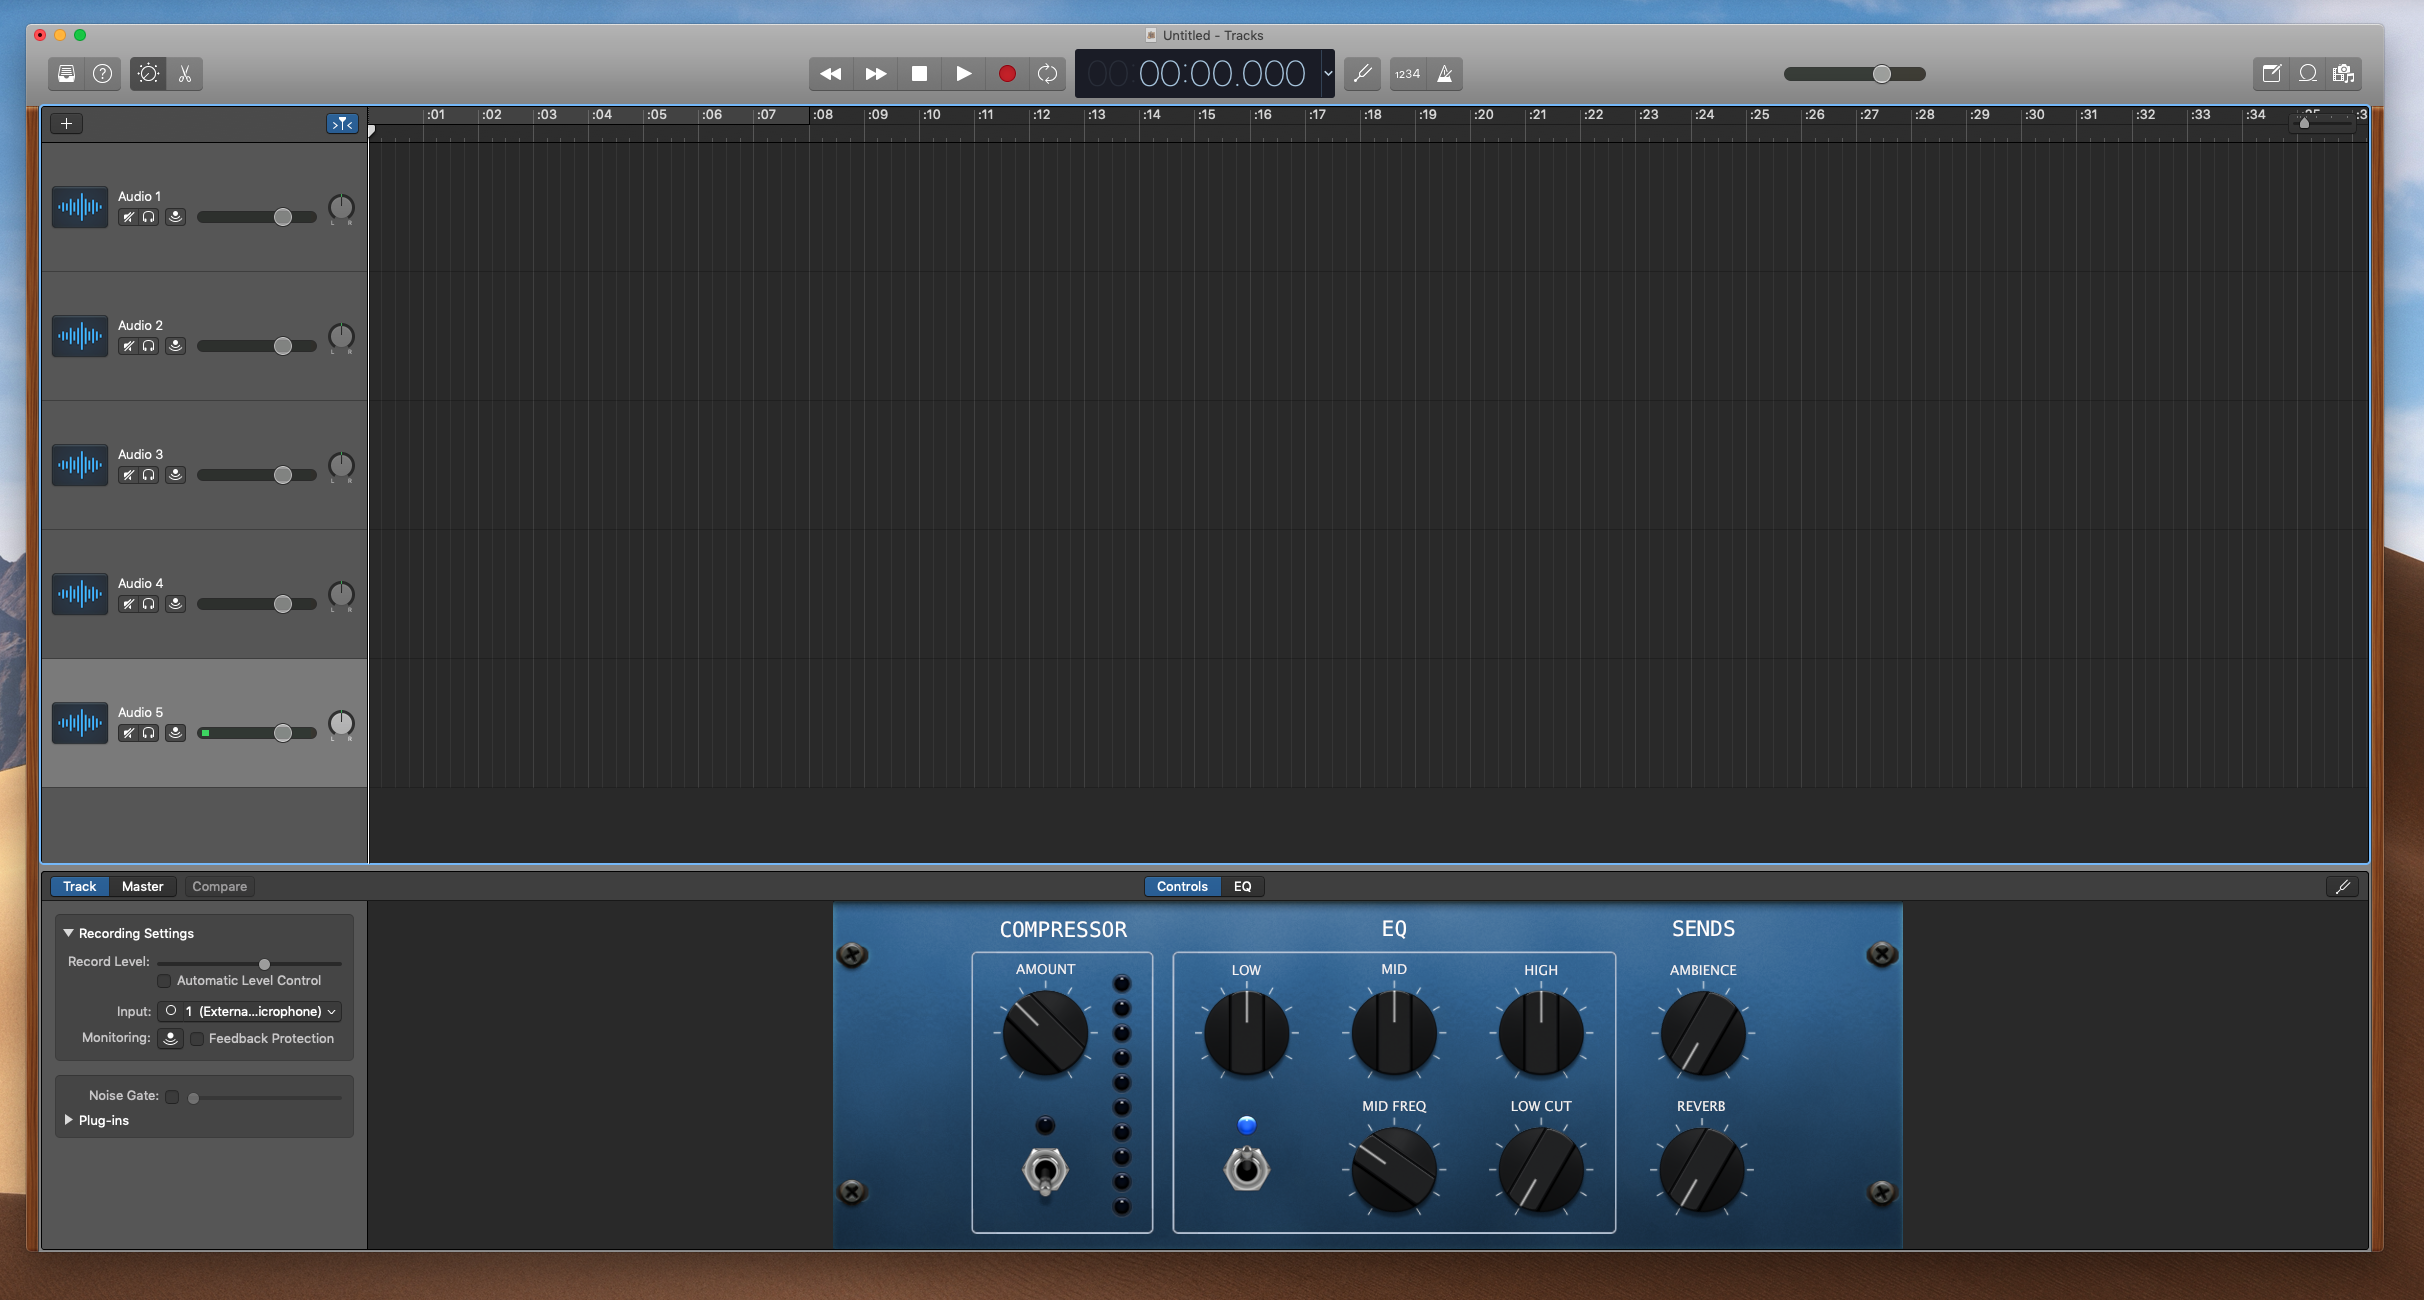 Untitled - Tracks
00:00:00.000
1234
:01 :02 :03 :04 :05 :06 :07 :08 :09 :10 :11 :12 :13 :14 :15 :16 :17 :18 :19 :20 :21 :22 :23 :24 :25 :26 :27 :28 :29 :30 :31 :32 :33 :34 :35 :3
Audio 1
L R
Audio 2
L R
Audio 3
L R
Audio 4
L R
Audio 5
L R
Track Master Compare Controls EQ
Recording Settings
Record Level:
Automatic Level Control
Input: 1 (Externa...icrophone)
Monitoring: Feedback Protection
Noise Gate:
Plug-ins
COMPRESSOR EQ SENDS
AMOUNT LOW MID HIGH AMBIENCE
MID FREQ LOW CUT REVERB